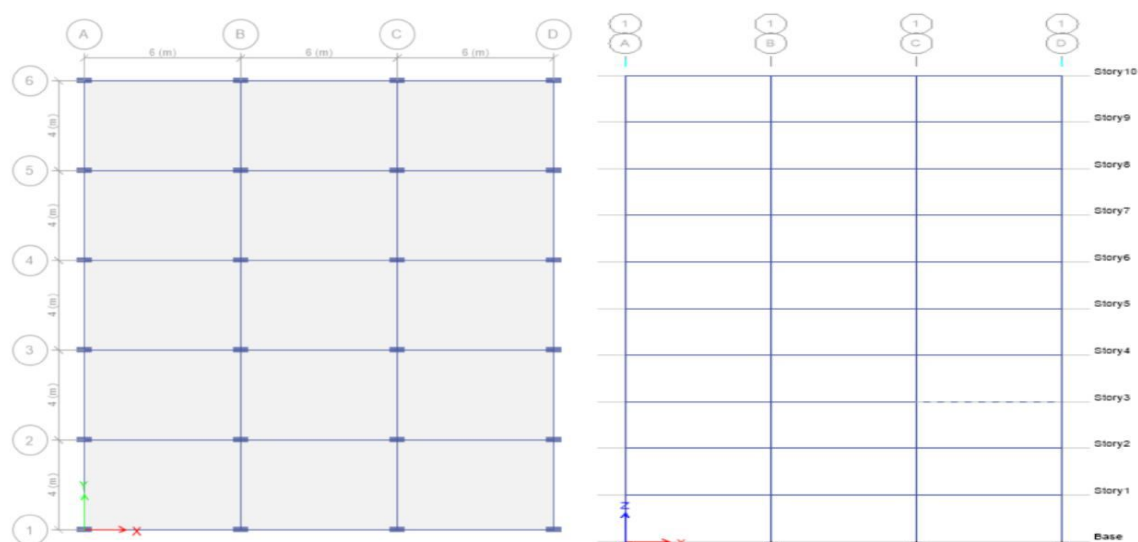 A B C D
6 (m) 6 (m) 6 (m)
6
4 (m)
5
4 (m)
4
4 (m)
3
4 (m)
2
4 (m)
1
Y
X
1 1 1 1
A B C D
Story10
Story9
Story8
Story7
Story6
Story5
Story4
Story3
Story2
Story1
Z
Base